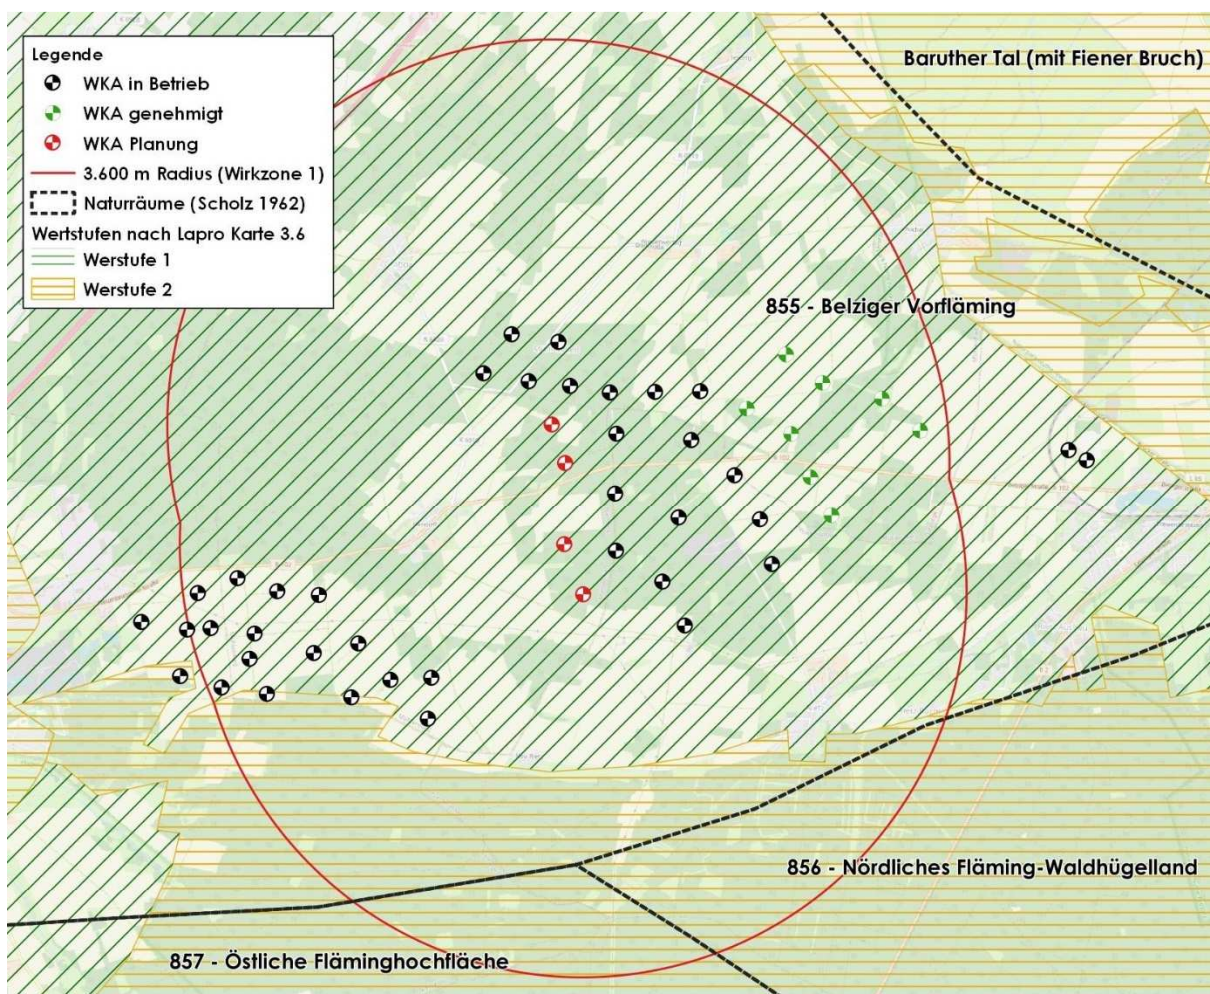 Legende
WKA in Betrieb
WKA genehmigt
WKA Planung
3.600 m Radius (Wirkzone 1)
Naturräume (Scholz 1962)
Wertstufen nach Lapro Karte 3.6
Werstufe 1
Werstufe 2
Baruther Tal (mit Fiener Bruch)
855 - Belziger Vorfläming
856 - Nördliches Fläming-Waldhügelland
857 - Östliche Fläminghochfläche